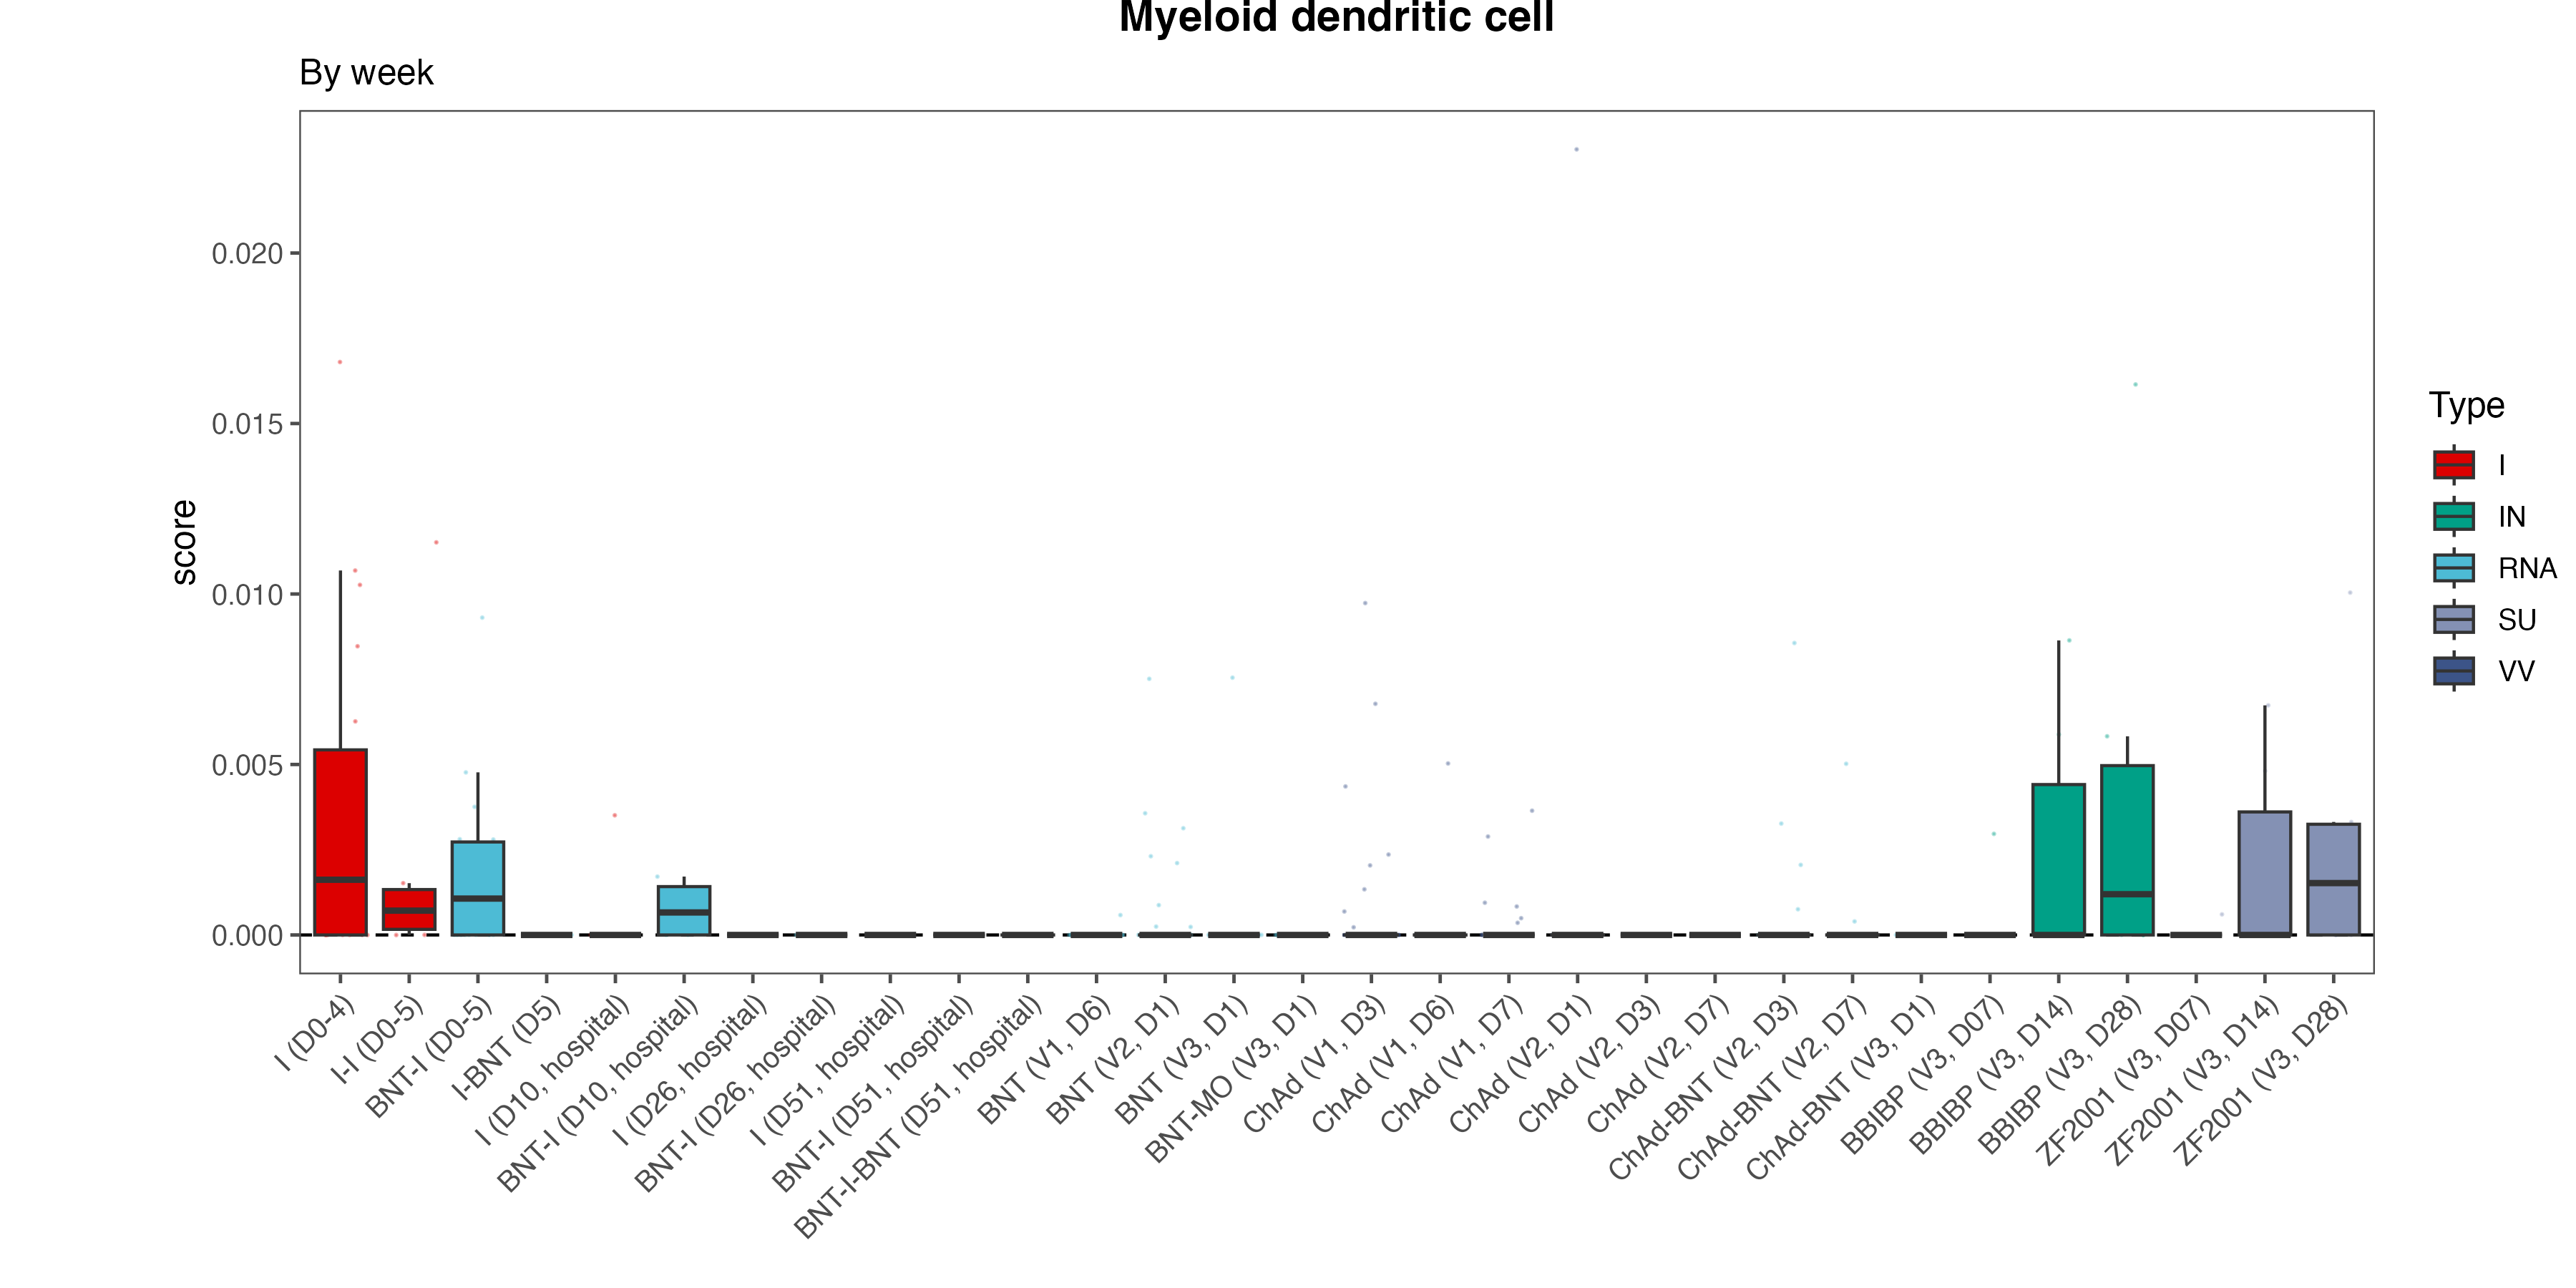 Myeloid dendritic cell
By week
score
0.020
0.015
0.010
0.005
0.000
I (D0-4)
I-I (D0-5)
BNT-I (D0-5)
I-BNT (D5)
I (D10, hospital)
BNT-I (D10, hospital)
I (D26, hospital)
BNT-I (D26, hospital)
I (D51, hospital)
BNT-I (D51, hospital)
BNT-I-BNT (D51, hospital)
BNT (V1, D6)
BNT (V2, D1)
BNT (V3, D1)
BNT-MO (V3, D1)
ChAd (V1, D3)
ChAd (V1, D6)
ChAd (V1, D7)
ChAd (V2, D1)
ChAd (V2, D3)
ChAd (V2, D7)
ChAd-BNT (V2, D3)
ChAd-BNT (V2, D7)
ChAd-BNT (V3, D1)
BBIBP (V3, D07)
BBIBP (V3, D14)
BBIBP (V3, D28)
ZF2001 (V3, D07)
ZF2001 (V3, D14)
ZF2001 (V3, D28)
Type
I
IN
RNA
SU
VV